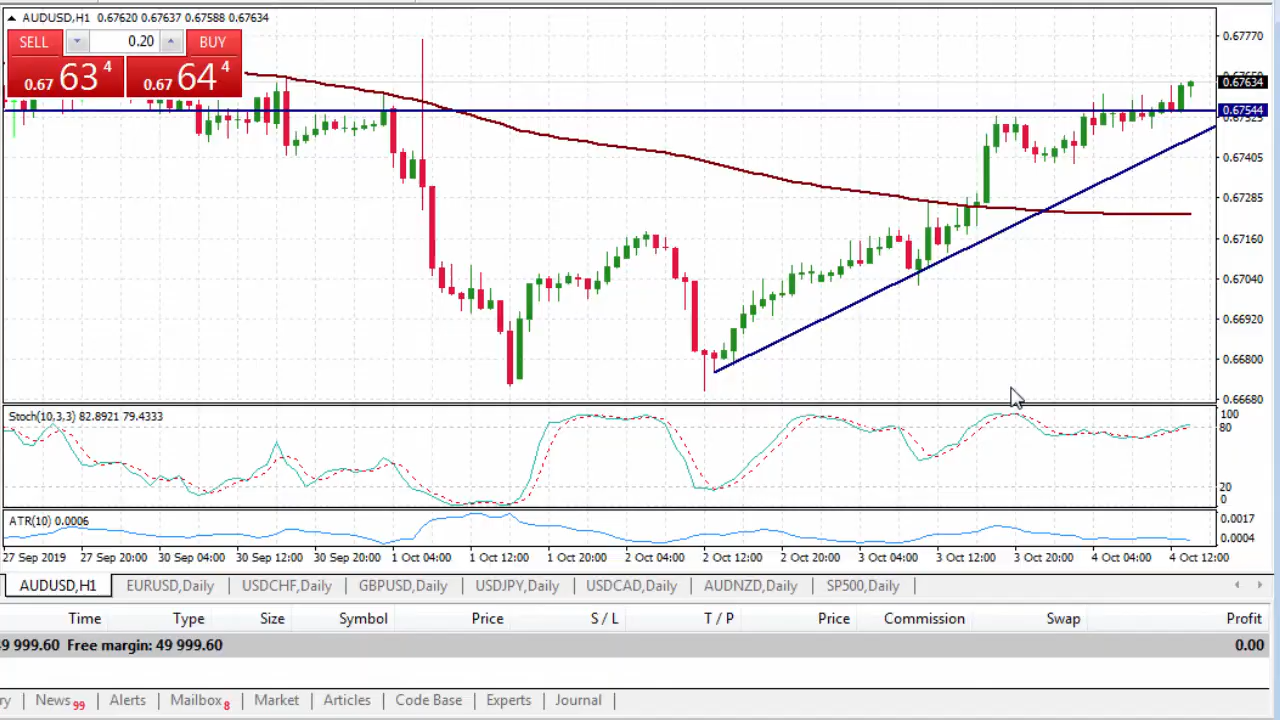 AUDUSD,H1 0.67620 0.67637 0.67588 0.67634
SELL 0.20 BUY
0.67 63 4 0.67 64 4
0.67770
0.67634
0.67544
0.67405
0.67285
0.67160
0.67040
0.66920
0.66800
0.66680
Stoch(10,3,3) 82.8921 79.4333
100
80
20
0
ATR(10) 0.0006
0.0017
0.0004
27 Sep 2019 27 Sep 20:00 30 Sep 04:00 30 Sep 12:00 30 Sep 20:00 1 Oct 04:00 1 Oct 12:00 1 Oct 20:00 2 Oct 04:00 2 Oct 12:00 2 Oct 20:00 3 Oct 04:00 3 Oct 12:00 3 Oct 20:00 4 Oct 04:00 4 Oct 12:00
AUDUSD,H1 EURUSD,Daily USDCHF,Daily GBPUSD,Daily USDJPY,Daily USDCAD,Daily AUDNZD,Daily SP500,Daily
Time Type Size Symbol Price S / L T / P Price Commission Swap Profit
9 999.60 Free margin: 49 999.60 0.00
ry News 99 Alerts Mailbox 8 Market Articles Code Base Experts Journal